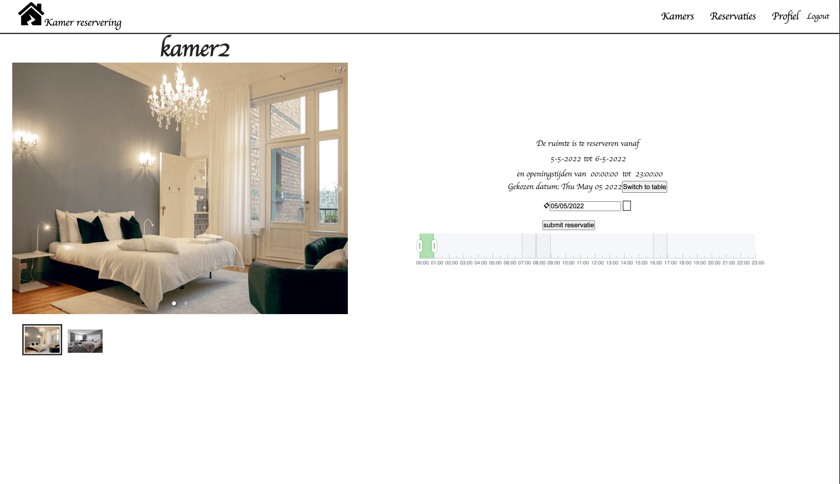 Kamer reservering
Kamers Reservaties Profiel Logout
kamer2
De ruimte is te reserveren vanaf
5-5-2022 tot 6-5-2022
en openingstijden van 00:00:00 tot 23:00:00
Gekozen datum: Thu May 05 2022 Switch to table
05/05/2022
submit reservatie
00:00 01:00 02:00 03:00 04:00 05:00 06:00 07:00 08:00 09:00 10:00 11:00 12:00 13:00 14:00 15:00 16:00 17:00 18:00 19:00 20:00 21:00 22:00 23:00